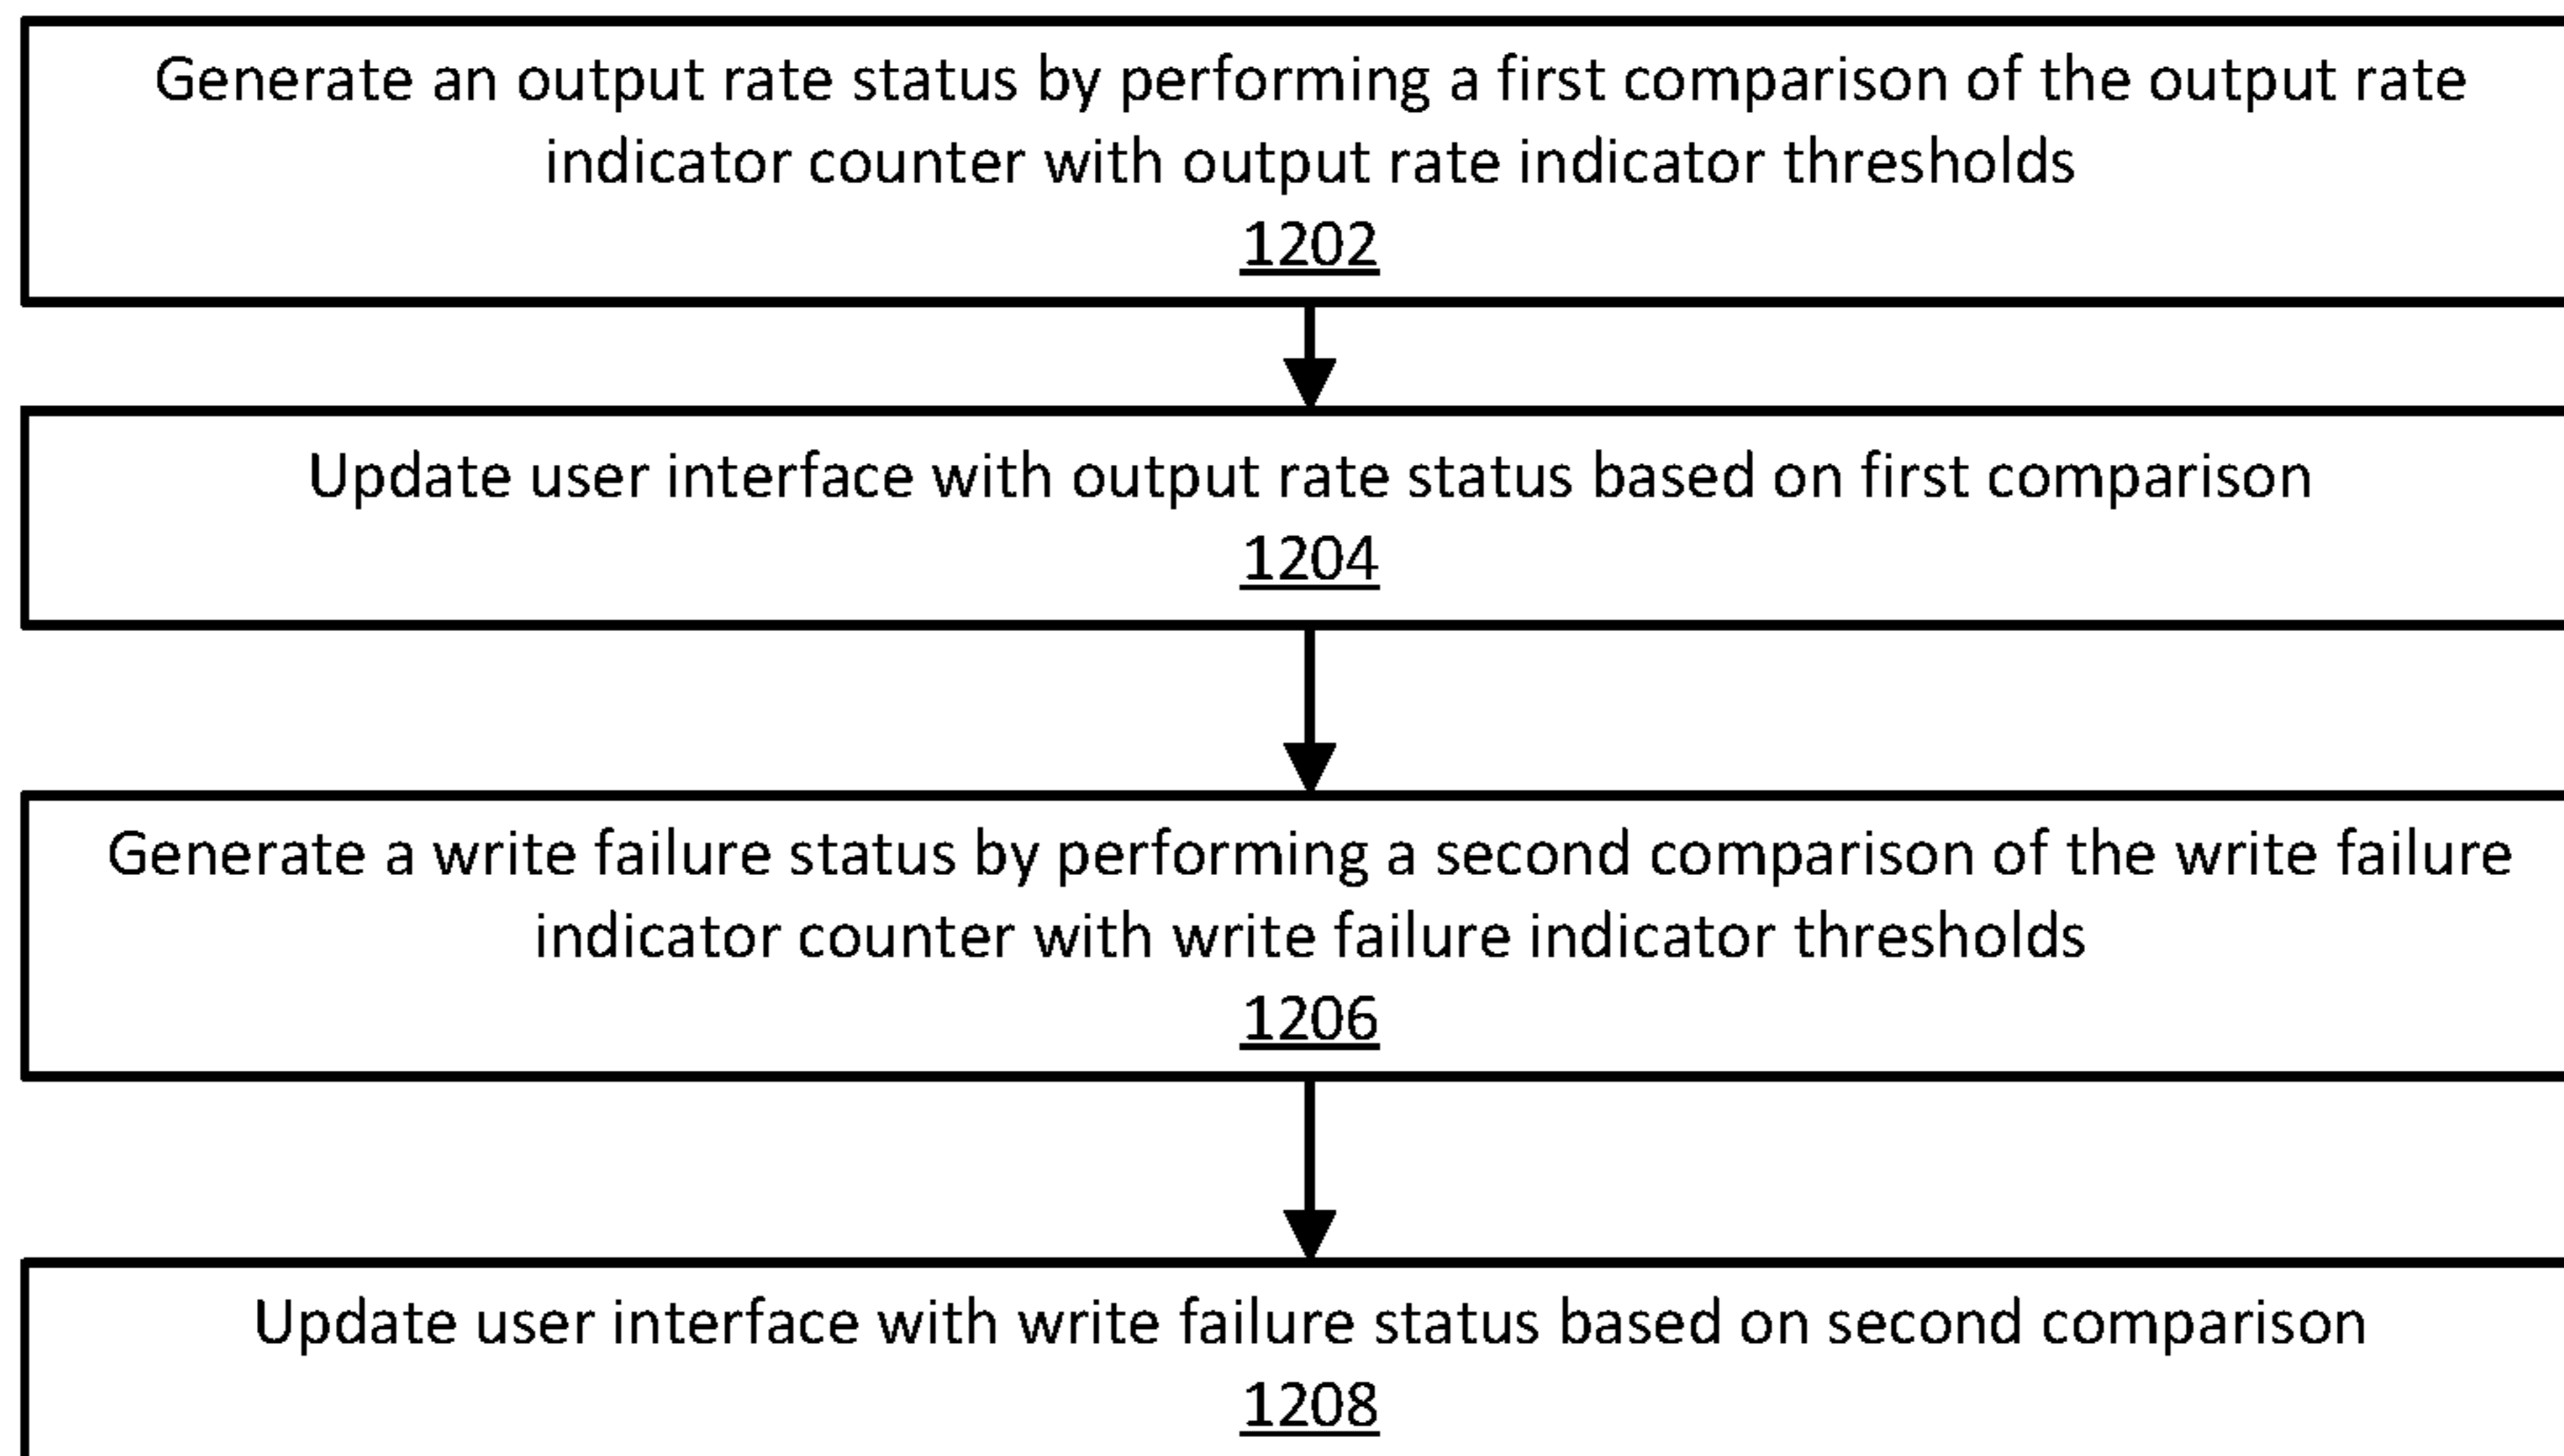 Generate an output rate status by performing a first comparison of the output rate
indicator counter with output rate indicator thresholds
1202
Update user interface with output rate status based on first comparison
1204
Generate a write failure status by performing a second comparison of the write failure
indicator counter with write failure indicator thresholds
1206
Update user interface with write failure status based on second comparison
1208